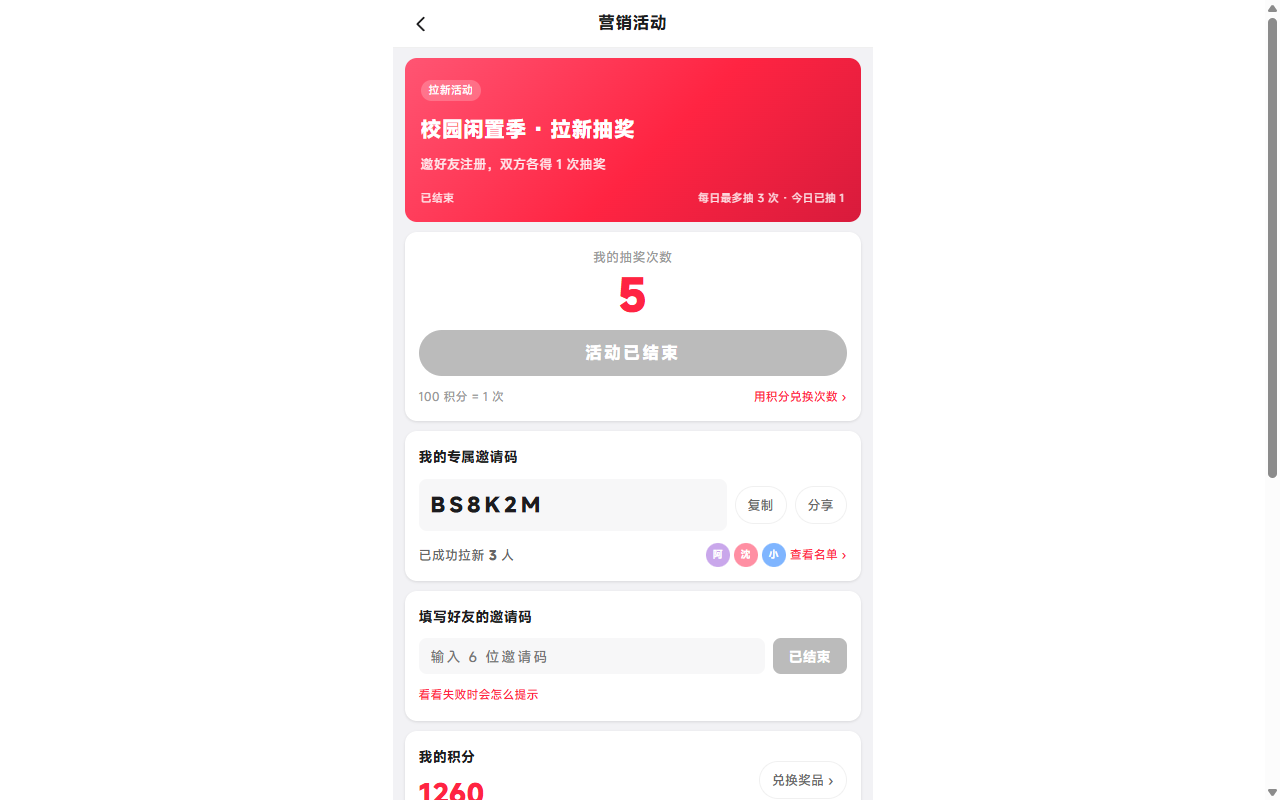 营销活动
拉新活动
校园闲置季 · 拉新抽奖
邀好友注册，双方各得 1 次抽奖
已结束
每日最多抽 3 次 · 今日已抽 1
我的抽奖次数
5
活动已结束
100 积分 = 1 次
用积分兑换次数 ›
我的专属邀请码
BS8K2M
复制
分享
已成功拉新 3 人
阿
沈
小
查看名单 ›
填写好友的邀请码
输入 6 位邀请码
已结束
看看失败时会怎么提示
我的积分
兑换奖品 ›
1260